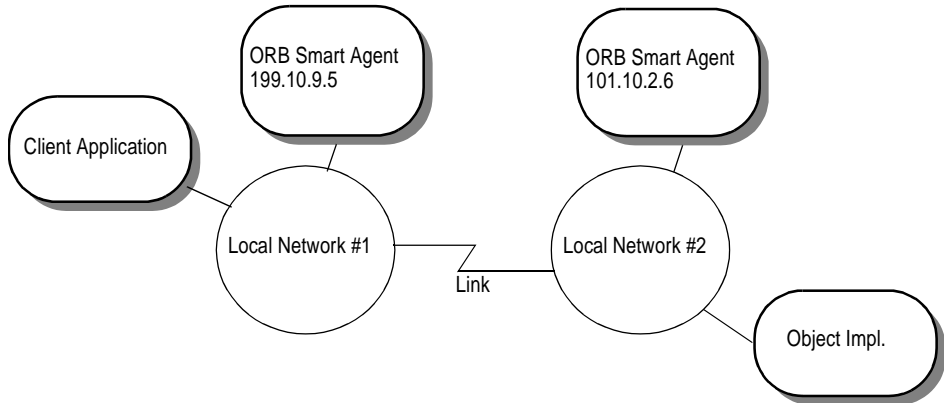 ORB Smart Agent
199.10.9.5
ORB Smart Agent
101.10.2.6
Client Application
Local Network #1
Local Network #2
Link
Object Impl.